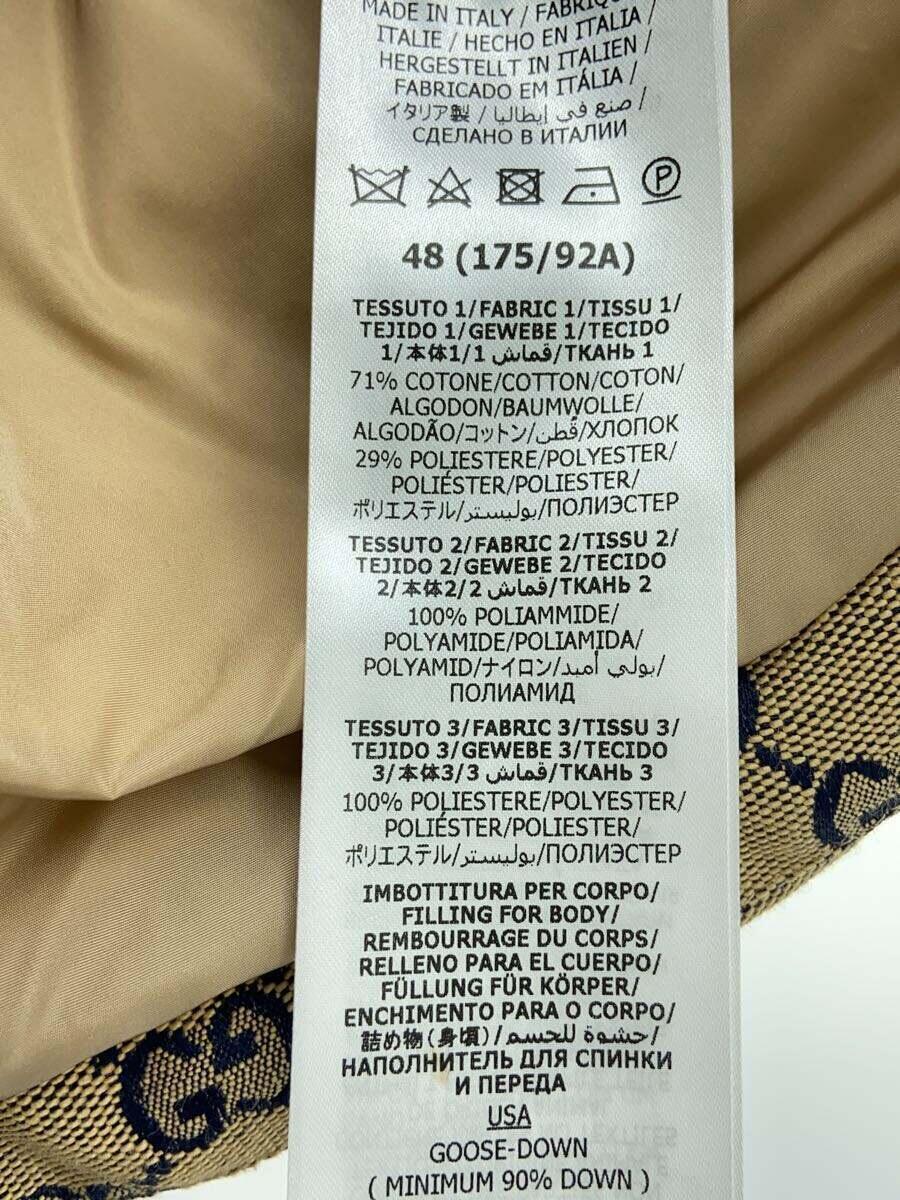 MADE IN ITALY / FABRIQUÉ
ITALIE / HECHO EN ITALIA /
HERGESTELLT IN ITALIEN /
FABRICADO EM ITÁLIA /
イタリア製 / صنع في إيطاليا /
СДЕЛАНО В ИТАЛИИ
P
48 (175/92A)
TESSUTO 1/FABRIC 1/TISSU 1/
TEJIDO 1/GEWEBE 1/TECIDO
1/本体1/قماش 1/ТКАНЬ 1
71% COTONE/COTTON/COTON/
ALGODON/BAUMWOLLE/
ALGODÃO/コットン/قطن/ХЛОПОК
29% POLIESTERE/POLYESTER/
POLIÉSTER/POLIESTER/
ポリエステル/بوليستر/ПОЛИЭСТЕР
TESSUTO 2/FABRIC 2/TISSU 2/
TEJIDO 2/GEWEBE 2/TECIDO
2/本体2/قماش 2/ТКАНЬ 2
100% POLIAMMIDE/
POLYAMIDE/POLIAMIDA/
POLYAMID/ナイロン/بولي أميد/
ПОЛИАМИД
TESSUTO 3/FABRIC 3/TISSU 3/
TEJIDO 3/GEWEBE 3/TECIDO
3/本体3/قماش 3/ТКАНЬ 3
100% POLIESTERE/POLYESTER/
POLIÉSTER/POLIESTER/
ポリエステル/بوليستر/ПОЛИЭСТЕР
IMBOTTITURA PER CORPO/
FILLING FOR BODY/
REMBOURRAGE DU CORPS/
RELLENO PARA EL CUERPO/
FÜLLUNG FÜR KÖRPER/
ENCHIMENTO PARA O CORPO/
詰め物(身頃)/حشوة للجسم/
НАПОЛНИТЕЛЬ ДЛЯ СПИНКИ
И ПЕРЕДА
USA
GOOSE-DOWN
( MINIMUM 90% DOWN )